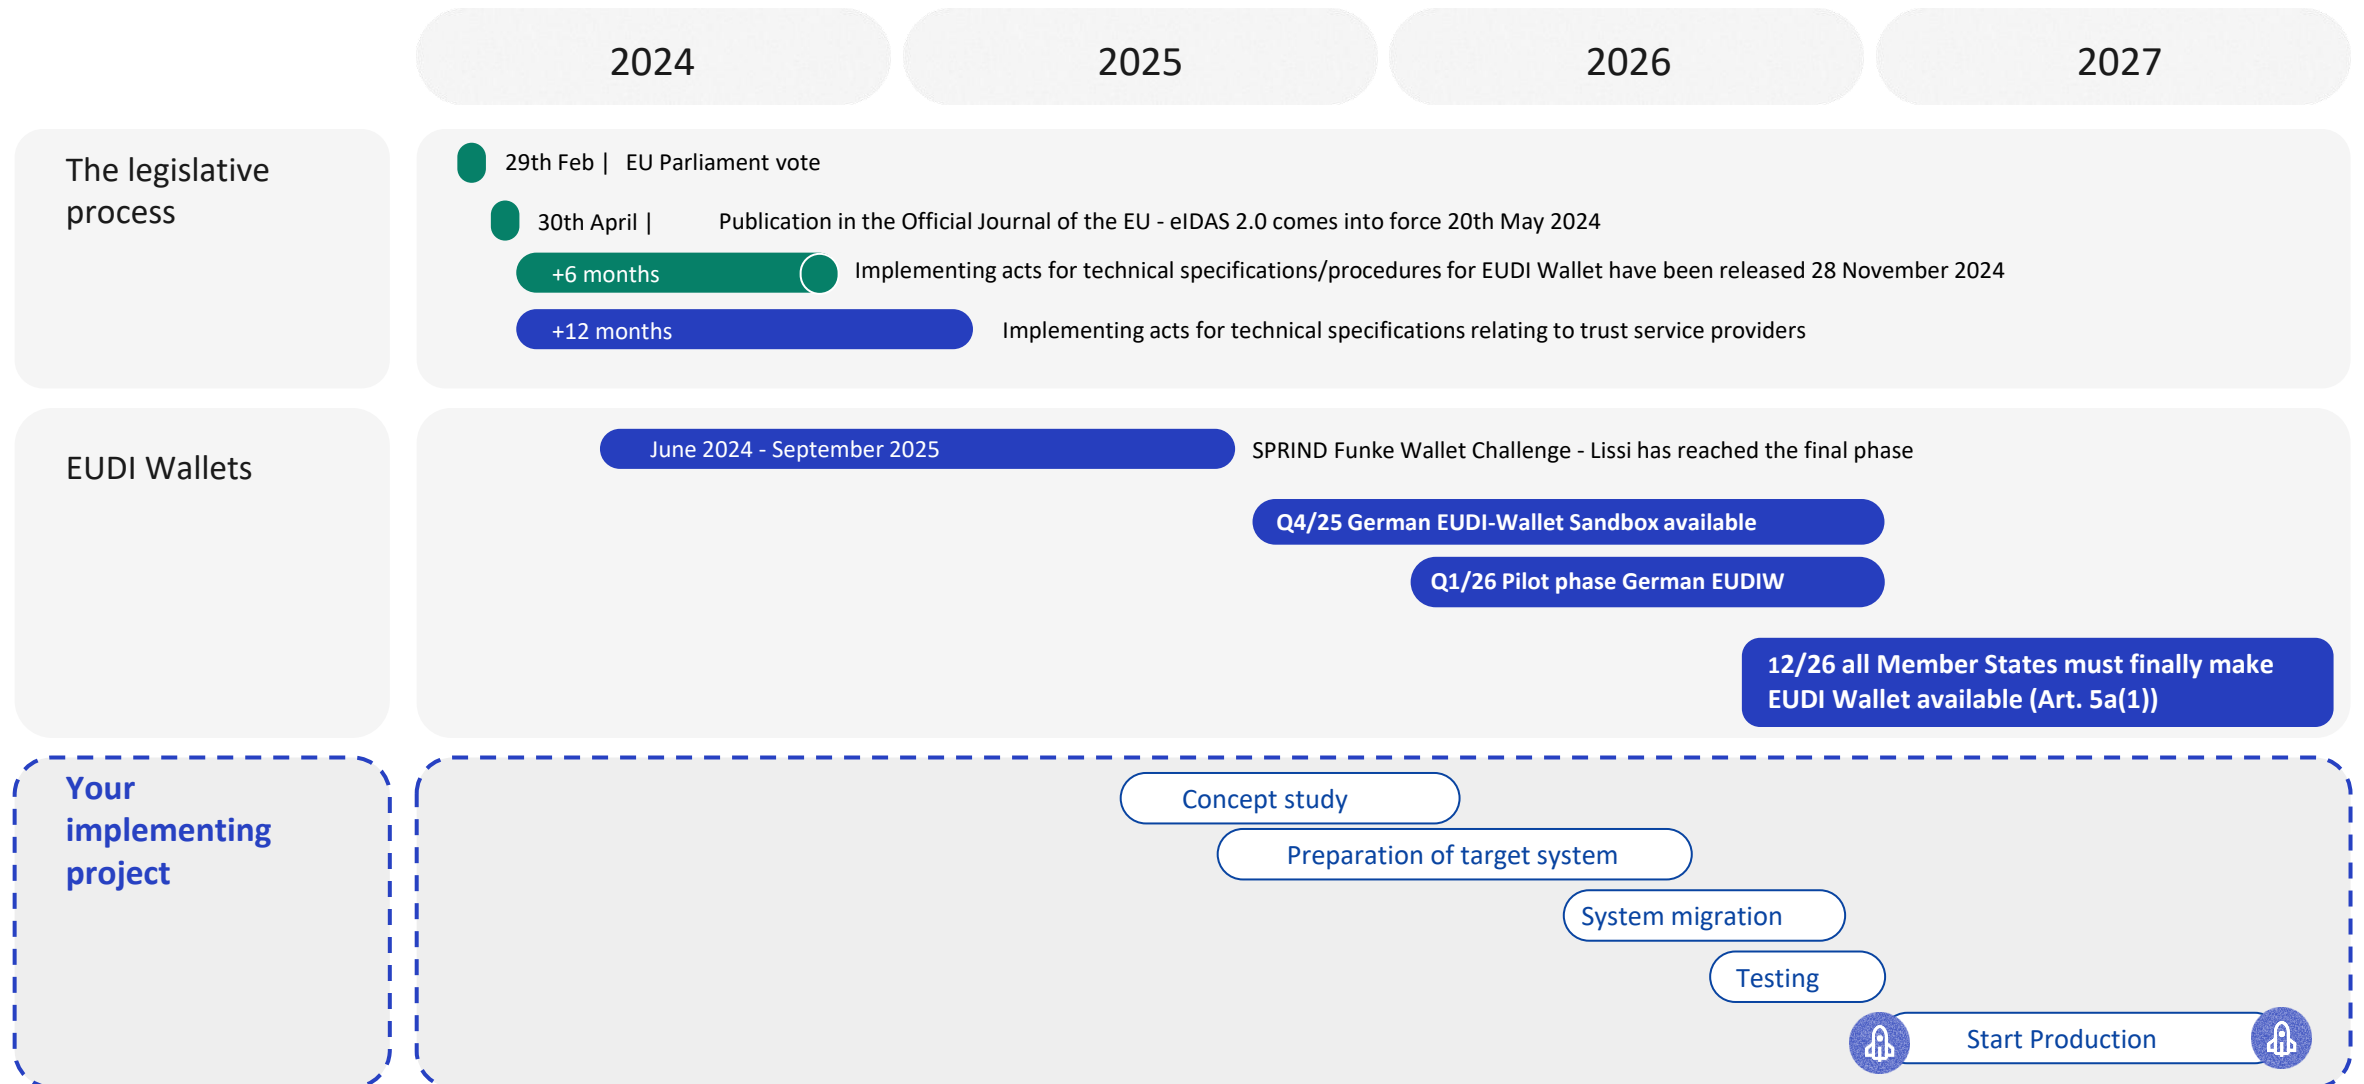 2024
2025
2026
2027
The legislative
process
29th Feb | EU Parliament vote
30th April | Publication in the Official Journal of the EU - eIDAS 2.0 comes into force 20th May 2024
+6 months
Implementing acts for technical specifications/procedures for EUDI Wallet have been released 28 November 2024
+12 months
Implementing acts for technical specifications relating to trust service providers
EUDI Wallets
June 2024 - September 2025
SPRIND Funke Wallet Challenge - Lissi has reached the final phase
Q4/25 German EUDI-Wallet Sandbox available
Q1/26 Pilot phase German EUDIW
12/26 all Member States must finally make
EUDI Wallet available (Art. 5a(1))
Your
implementing
project
Concept study
Preparation of target system
System migration
Testing
Start Production